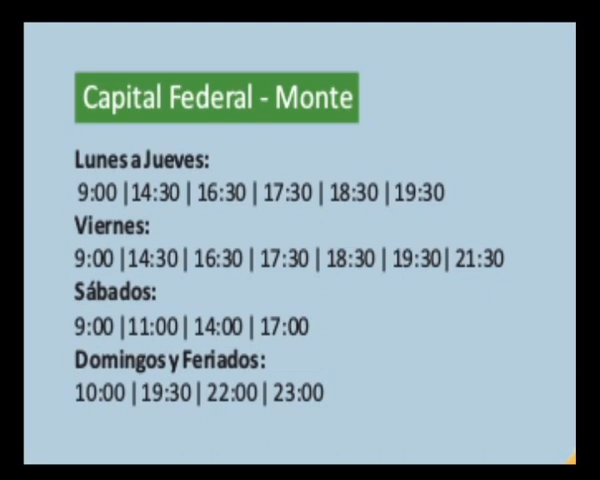 Capital Federal - Monte
Lunes a Jueves:
9:00 | 14:30 | 16:30 | 17:30 | 18:30 | 19:30
Viernes:
9:00 | 14:30 | 16:30 | 17:30 | 18:30 | 19:30 | 21:30
Sábados:
9:00 | 11:00 | 14:00 | 17:00
Domingos y Feriados:
10:00 | 19:30 | 22:00 | 23:00